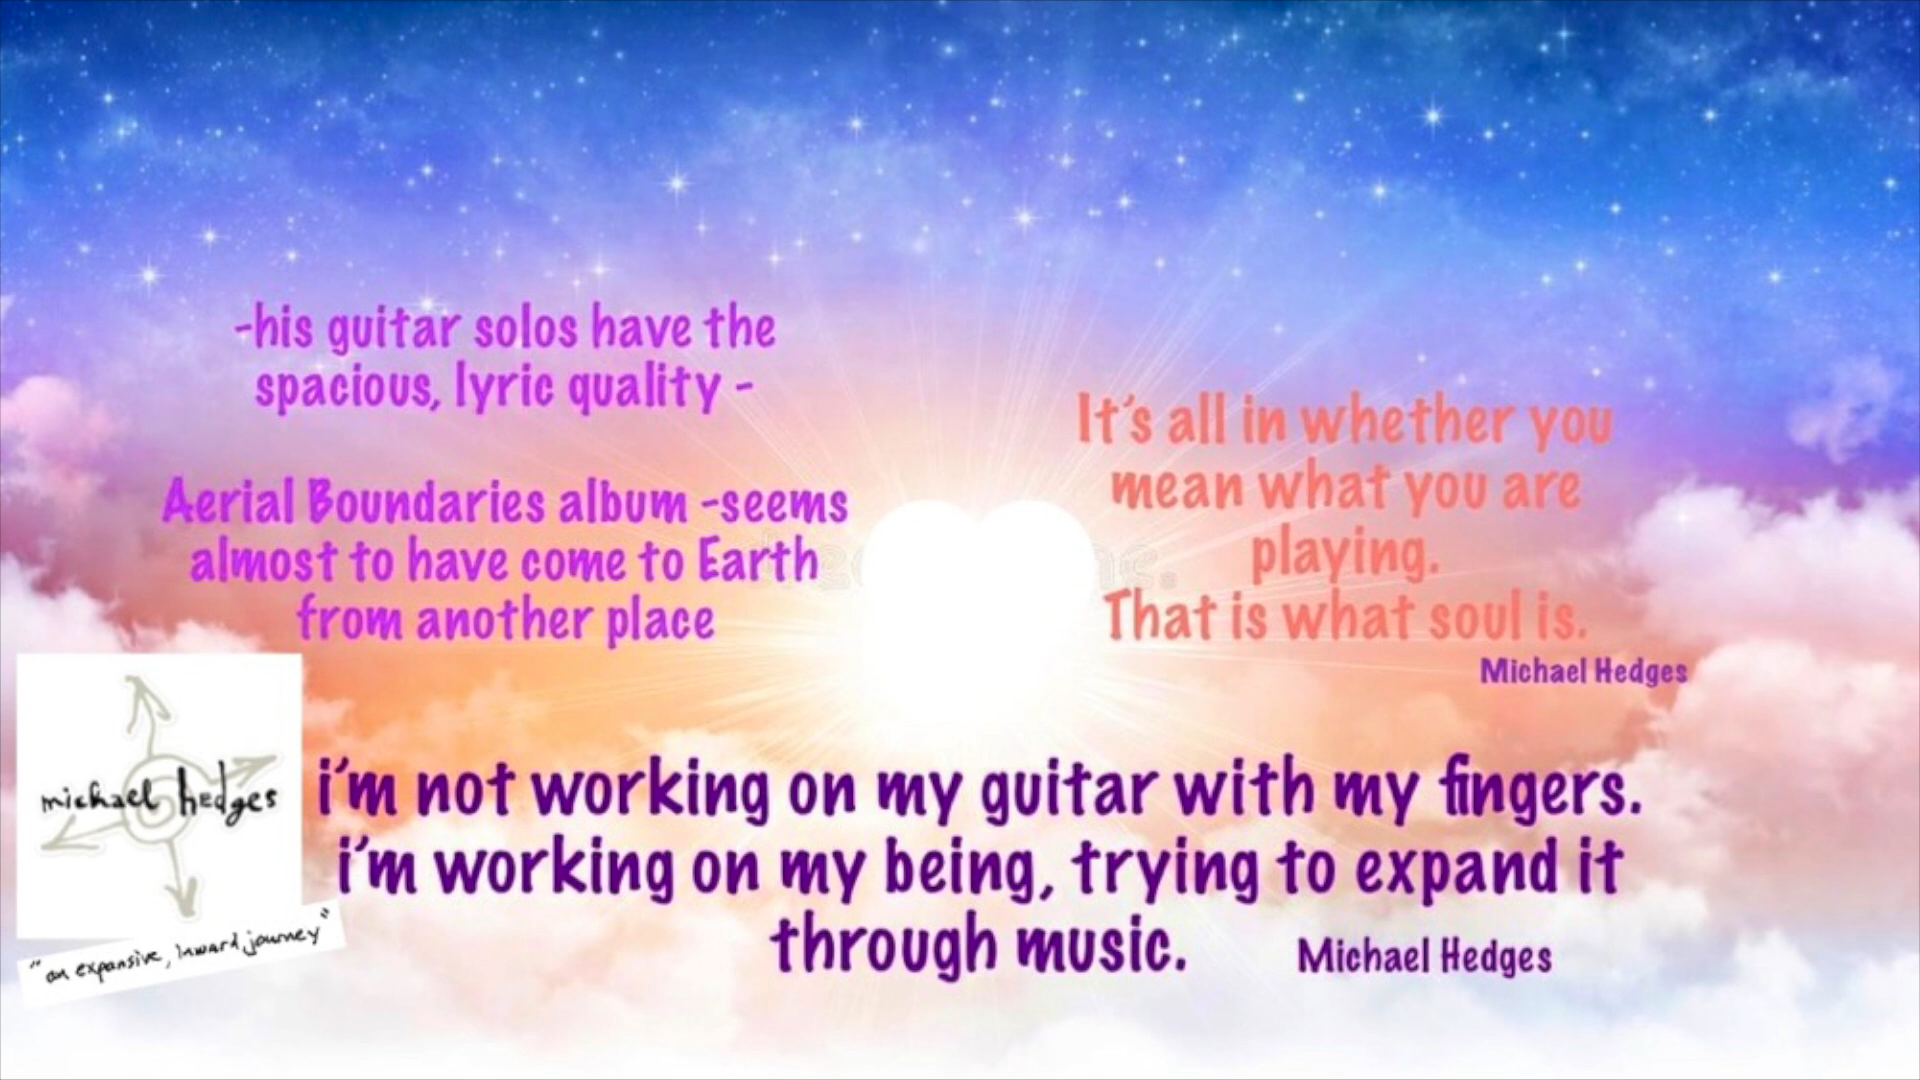 -his guitar solos have the
spacious, lyric quality -
Aerial Boundaries album -seems
almost to have come to Earth
from another place
It's all in whether you
mean what you are
playing.
That is what soul is.
Michael Hedges
michael hedges
"an expansive, inward journey"
i'm not working on my guitar with my fingers.
i'm working on my being, trying to expand it
through music.
Michael Hedges